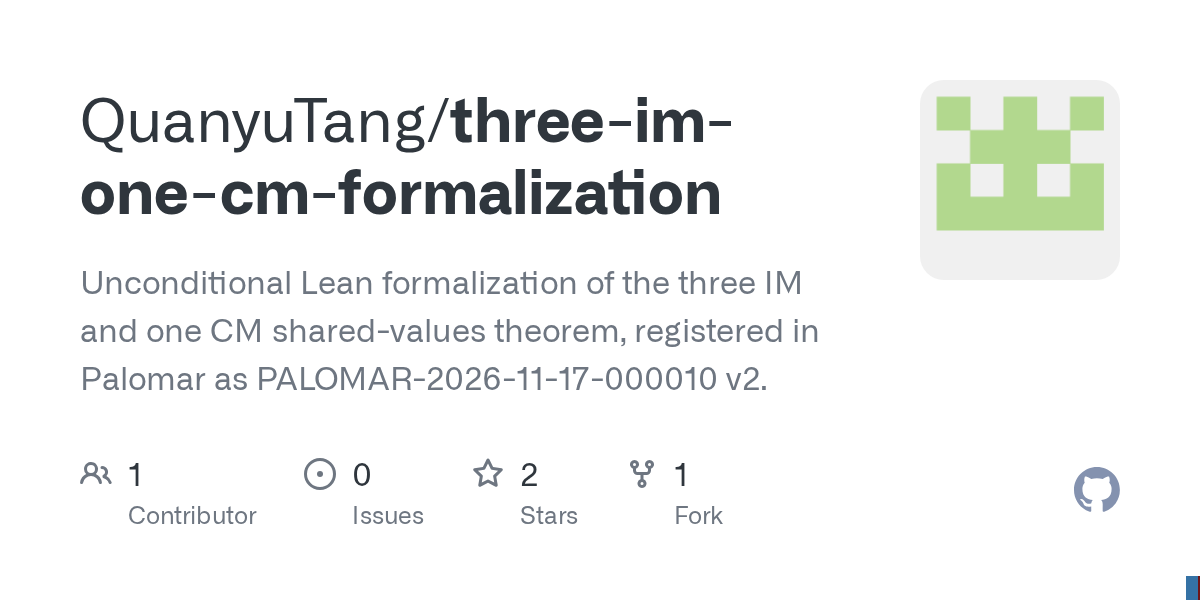 QuanyuTang/three-im-
one-cm-formalization
Unconditional Lean formalization of the three IM
and one CM shared-values theorem, registered in
Palomar as PALOMAR-2026-11-17-000010 v2.
1
Contributor
0
Issues
2
Stars
1
Fork